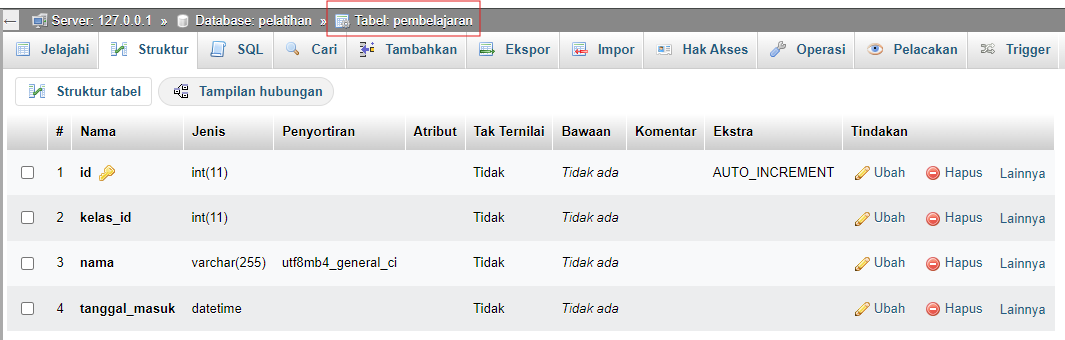 Server: 127.0.0.1 » Database: pelatihan » Tabel: pembelajaran
Jelajahi Struktur SQL Cari Tambahkan Ekspor Impor Hak Akses Operasi Pelacakan Trigger
Struktur tabel Tampilan hubungan
# Nama Jenis Penyortiran Atribut Tak Ternilai Bawaan Komentar Ekstra Tindakan
1 id int(11) Tidak Tidak ada AUTO_INCREMENT Ubah Hapus Lainnya
2 kelas_id int(11) Tidak Tidak ada Ubah Hapus Lainnya
3 nama varchar(255) utf8mb4_general_ci Tidak Tidak ada Ubah Hapus Lainnya
4 tanggal_masuk datetime Tidak Tidak ada Ubah Hapus Lainnya